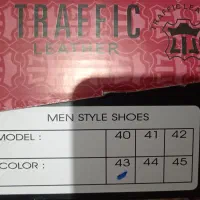 TRAFFIC
LEATHER
MEN STYLE SHOES
MODEL : 40 41 42
COLOR : 43 44 45